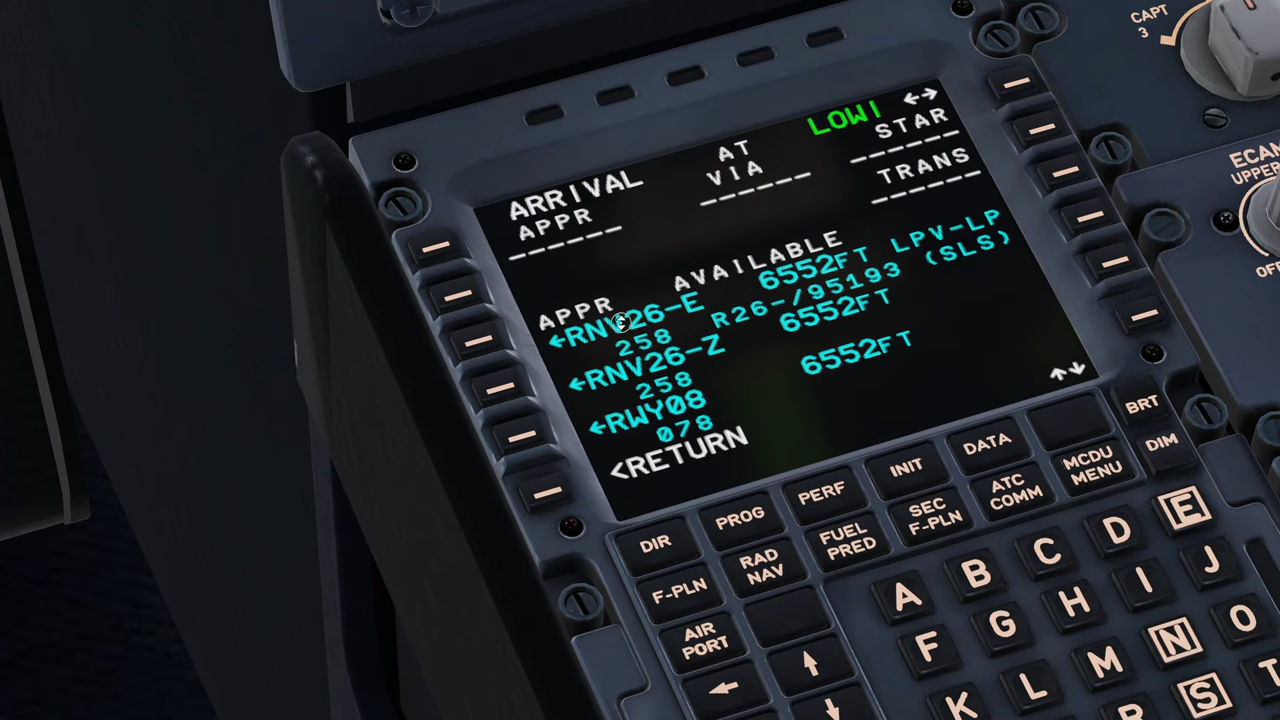 CAPT
3
ECAM
UPPER
OFF
LOWI ←→
ARRIVAL AT STAR
APPR VIA ------
----- ------ TRANS
------
AVAILABLE
APPR
←RNV26-E 6552FT LPV-LP
258 R26-/95193 (SLS)
←RNV26-Z 6552FT
258
←RWY08 6552FT
078
<RETURN ↑↓
DIR PROG PERF INIT DATA BRT
F-PLN RAD NAV FUEL PRED SEC F-PLN ATC COMM MCDU MENU DIM
AIR PORT
← ↑ ↓
A B C D E
F G H I J
K L M N O
S